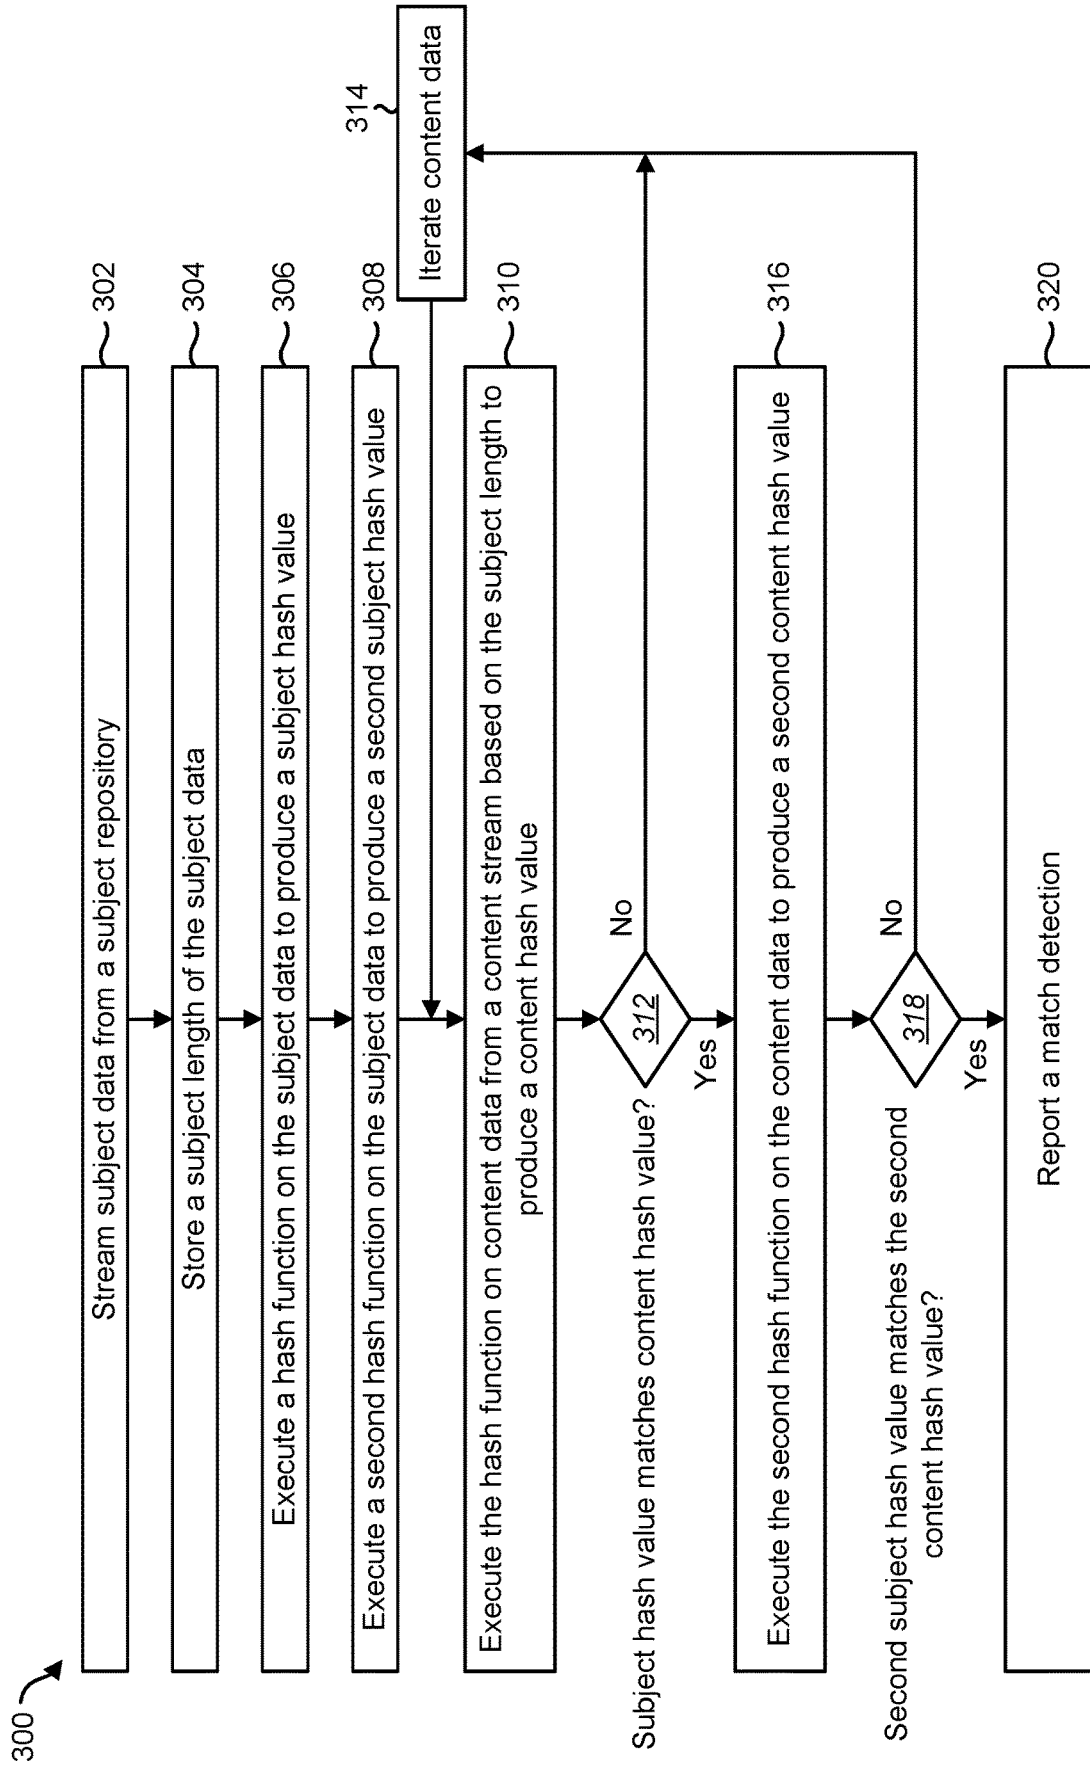 300
Stream subject data from a subject repository
302
Store a subject length of the subject data
304
Execute a hash function on the subject data to produce a subject hash value
306
Execute a second hash function on the subject data to produce a second subject hash value
308
314
Iterate content data
Execute the hash function on content data from a content stream based on the subject length to
produce a content hash value
310
Subject hash value matches content hash value?
312
No
Yes
Execute the second hash function on the content data to produce a second content hash value
316
Second subject hash value matches the second
content hash value?
318
No
Yes
Report a match detection
320